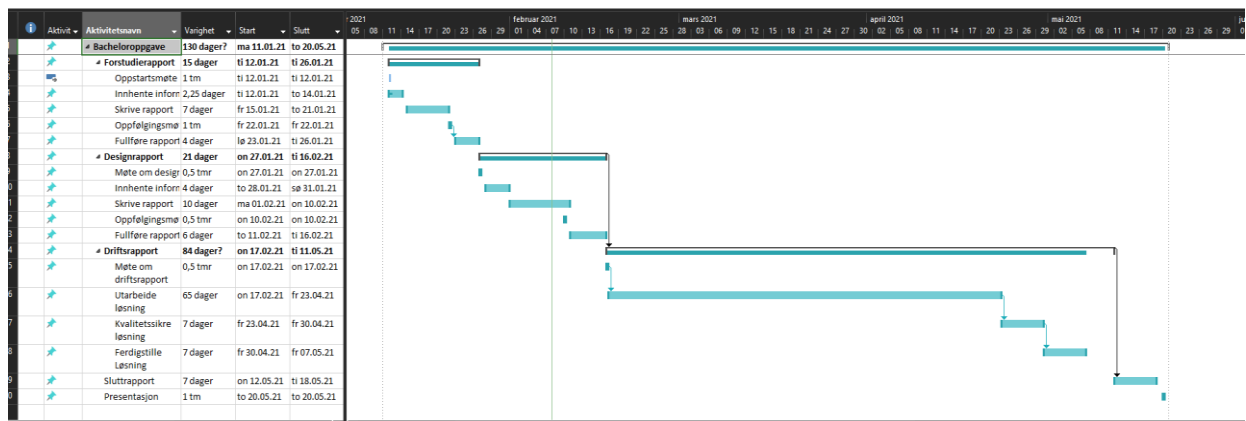 r 2021 februar 2021 mars 2021 april 2021 mai 2021
Aktivit Aktivitetsnavn Varighet Start Slutt 05 08 11 14 17 20 23 26 29 01 04 07 10 13 16 19 22 25 28 03 06 09 12 15 18 21 24 27 30 02 05 08 11 14 17 20 23 26 29 02 05 08 11 14 17 20 23 26 29
Bacheloroppgave 130 dager? ma 11.01.21 to 20.05.21
Forstudierapport 15 dager ti 12.01.21 ti 26.01.21
Oppstartsmøte 1 tm ti 12.01.21 ti 12.01.21
Innhente inforn 2,25 dager ti 12.01.21 to 14.01.21
Skrive rapport 7 dager fr 15.01.21 to 21.01.21
Oppfølgingsmø 1 tm fr 22.01.21 fr 22.01.21
Fullføre rapport 4 dager lø 23.01.21 ti 26.01.21
Designrapport 21 dager on 27.01.21 ti 16.02.21
Møte om design 0,5 tmr on 27.01.21 on 27.01.21
Innhente inforn 4 dager to 28.01.21 sø 31.01.21
Skrive rapport 10 dager ma 01.02.21 on 10.02.21
Oppfølgingsmø 0,5 tmr on 10.02.21 on 10.02.21
Fullføre rapport 6 dager to 11.02.21 ti 16.02.21
Driftsrapport 84 dager? on 17.02.21 ti 11.05.21
Møte om 0,5 tmr on 17.02.21 on 17.02.21
driftsrapport
Utarbeide 65 dager on 17.02.21 fr 23.04.21
løsning
Kvalitetssikre 7 dager fr 23.04.21 fr 30.04.21
løsning
Ferdigstille 7 dager fr 30.04.21 fr 07.05.21
Løsning
Sluttrapport 7 dager on 12.05.21 ti 18.05.21
Presentasjon 1 tm to 20.05.21 to 20.05.21